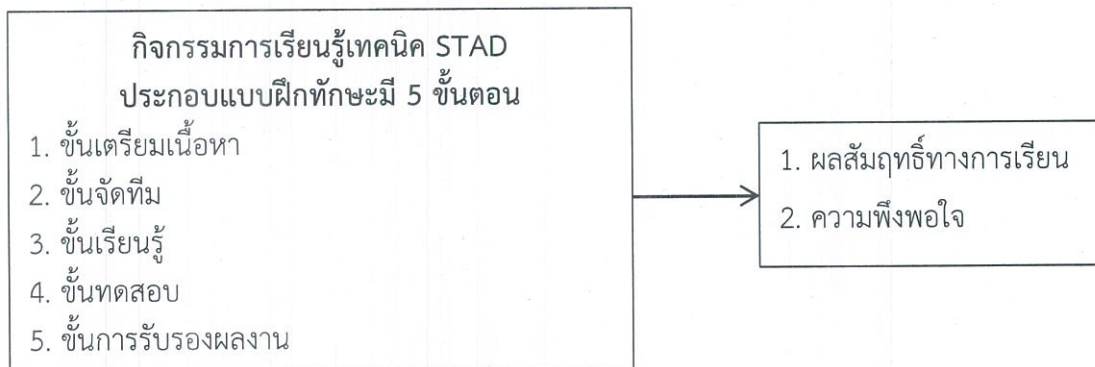 กิจกรรมการเรียนรู้เทคนิค STAD
ประกอบแบบฝึกทักษะมี 5 ขั้นตอน
1. ขั้นเตรียมเนื้อหา
2. ขั้นจัดทีม
3. ขั้นเรียนรู้
4. ขั้นทดสอบ
5. ขั้นการรับรองผลงาน
1. ผลสัมฤทธิ์ทางการเรียน
2. ความพึงพอใจ